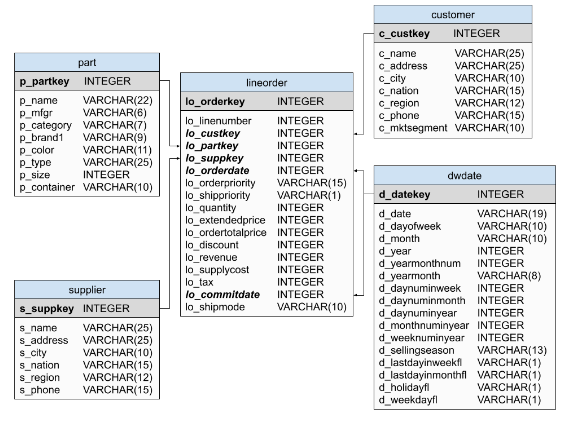 customer
c_custkey INTEGER
c_name VARCHAR(25)
c_address VARCHAR(25)
c_city VARCHAR(10)
c_nation VARCHAR(15)
c_region VARCHAR(12)
c_phone VARCHAR(15)
c_mktsegment VARCHAR(10)
part
p_partkey INTEGER
p_name VARCHAR(22)
p_mfgr VARCHAR(6)
p_category VARCHAR(7)
p_brand1 VARCHAR(9)
p_color VARCHAR(11)
p_type VARCHAR(25)
p_size INTEGER
p_container VARCHAR(10)
lineorder
lo_orderkey INTEGER
lo_linenumber INTEGER
lo_custkey INTEGER
lo_partkey INTEGER
lo_suppkey INTEGER
lo_orderdate INTEGER
lo_orderpriority VARCHAR(15)
lo_shippriority VARCHAR(1)
lo_quantity INTEGER
lo_extendedprice INTEGER
lo_ordertotalprice INTEGER
lo_discount INTEGER
lo_revenue INTEGER
lo_supplycost INTEGER
lo_tax INTEGER
lo_commitdate INTEGER
lo_shipmode VARCHAR(10)
dwdate
d_datekey INTEGER
d_date VARCHAR(19)
d_dayofweek VARCHAR(10)
d_month VARCHAR(10)
d_year INTEGER
d_yearmonthnum INTEGER
d_yearmonth VARCHAR(8)
d_daynuminweek INTEGER
d_daynuminmonth INTEGER
d_daynuminyear INTEGER
d_monthnuminyear INTEGER
d_weeknuminyear INTEGER
d_sellingseason VARCHAR(13)
d_lastdayinweekfl VARCHAR(1)
d_lastdayinmonthfl VARCHAR(1)
d_holidayfl VARCHAR(1)
d_weekdayfl VARCHAR(1)
supplier
s_suppkey INTEGER
s_name VARCHAR(25)
s_address VARCHAR(25)
s_city VARCHAR(10)
s_nation VARCHAR(15)
s_region VARCHAR(12)
s_phone VARCHAR(15)